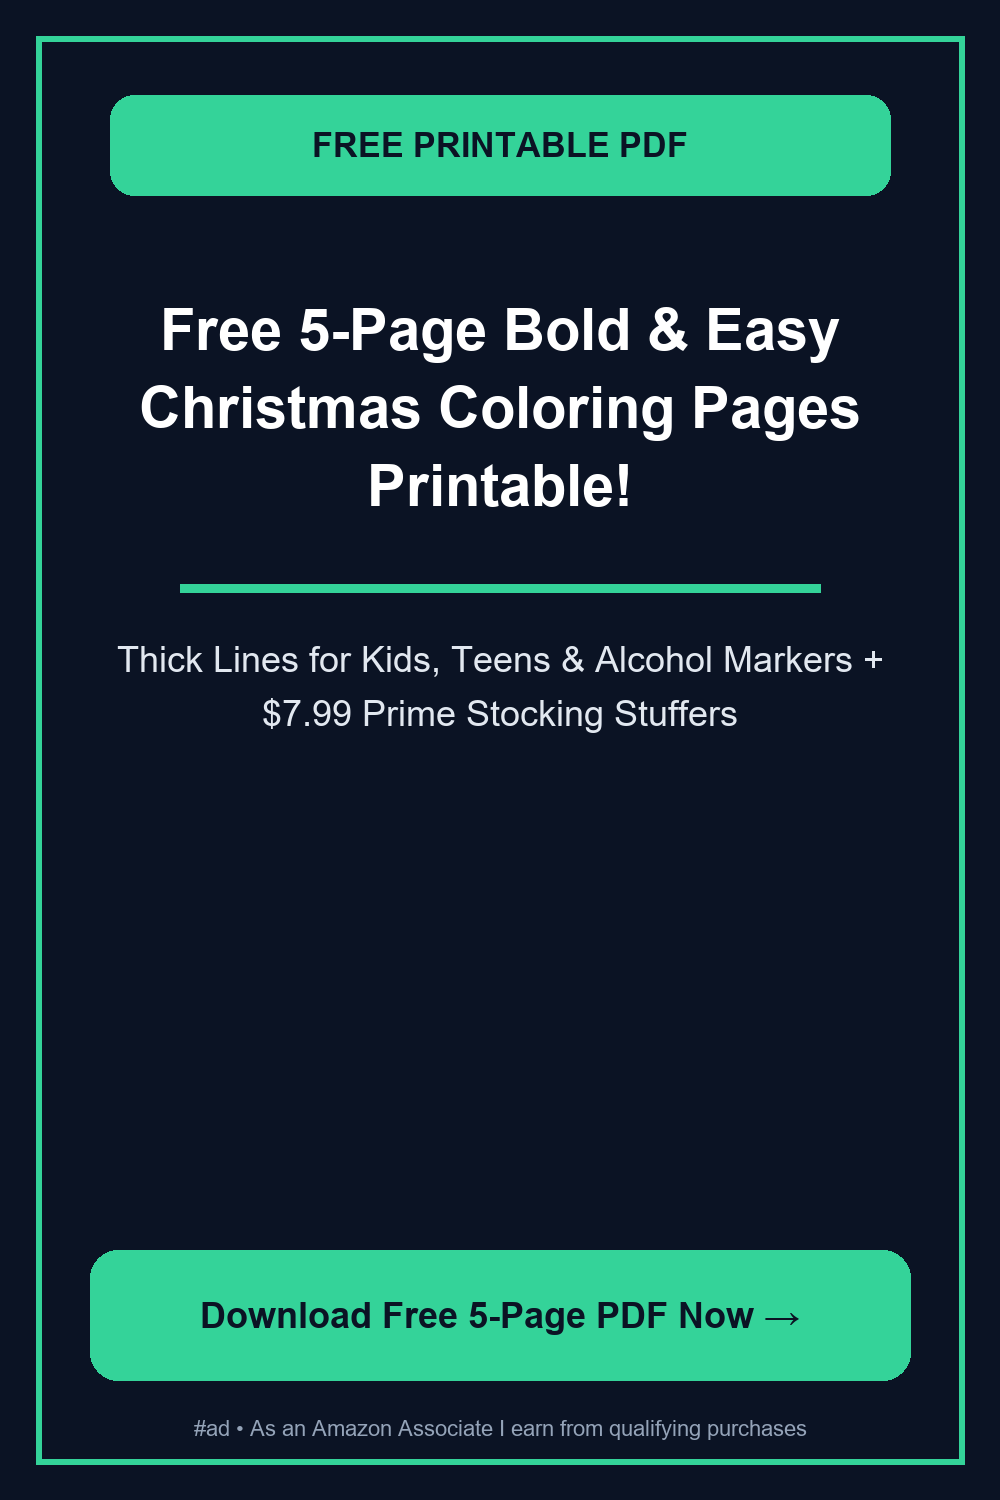 FREE PRINTABLE PDF
Free 5-Page Bold & Easy
Christmas Coloring Pages
Printable!
Thick Lines for Kids, Teens & Alcohol Markers +
$7.99 Prime Stocking Stuffers
Download Free 5-Page PDF Now →
#ad • As an Amazon Associate I earn from qualifying purchases